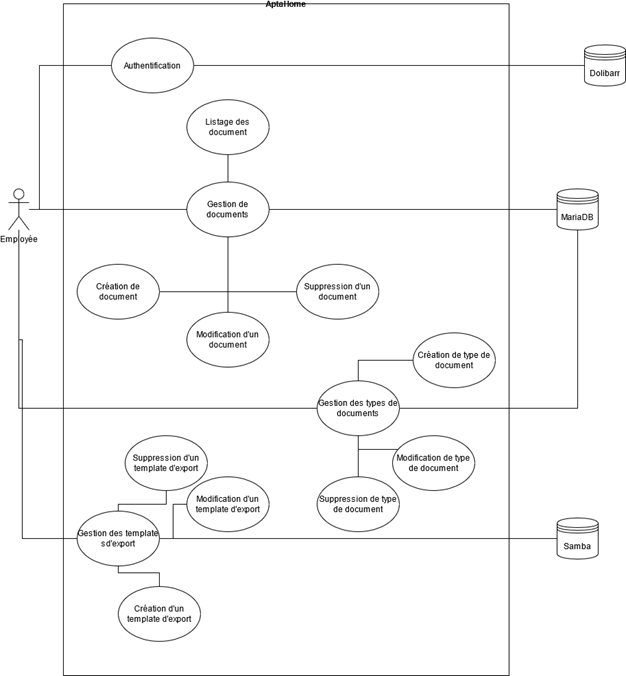 AptaHome
Authentification
Dolibarr
Listage des
document
Gestion de
documents
MariaDB
Employée
Création de
document
Suppression d'un
document
Modification d'un
document
Création de type de
document
Gestion des types de
documents
Suppression d'un
template d'export
Modification de type
de document
Modification d'un
template d'export
Suppression de type
de document
Gestion des template
sd'export
Samba
Création d'un
template d'export